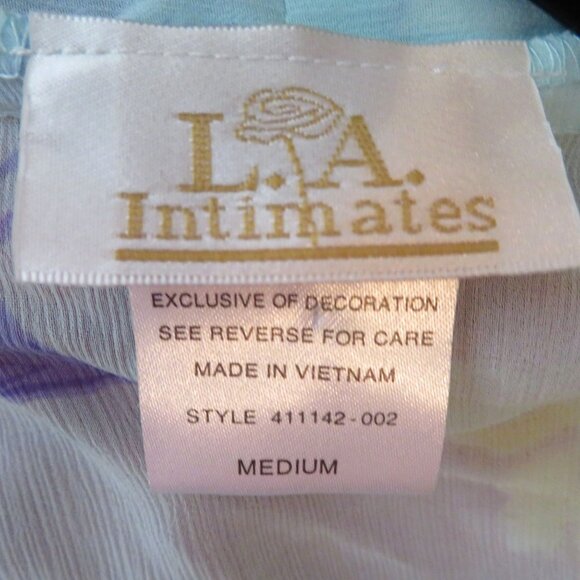 L.A.
Intimates
EXCLUSIVE OF DECORATION
SEE REVERSE FOR CARE
MADE IN VIETNAM
STYLE 411142-002
MEDIUM